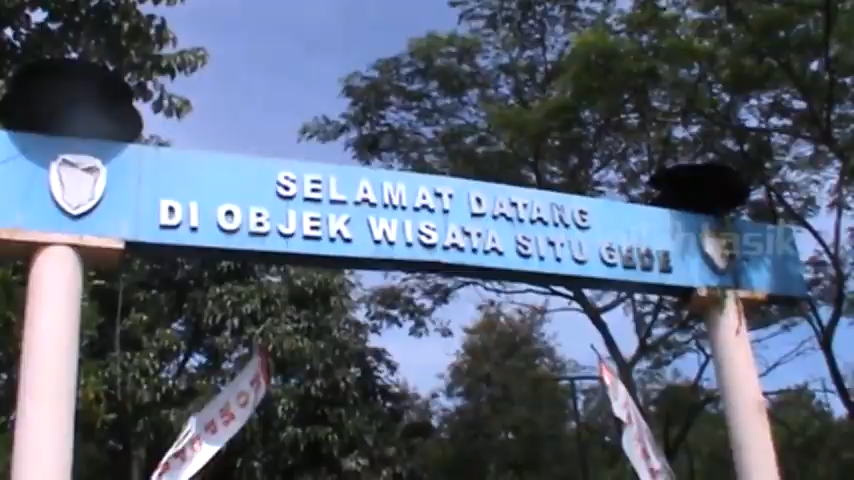 SELAMAT DATANG
DI OBJEK WISATA SITU GEDE